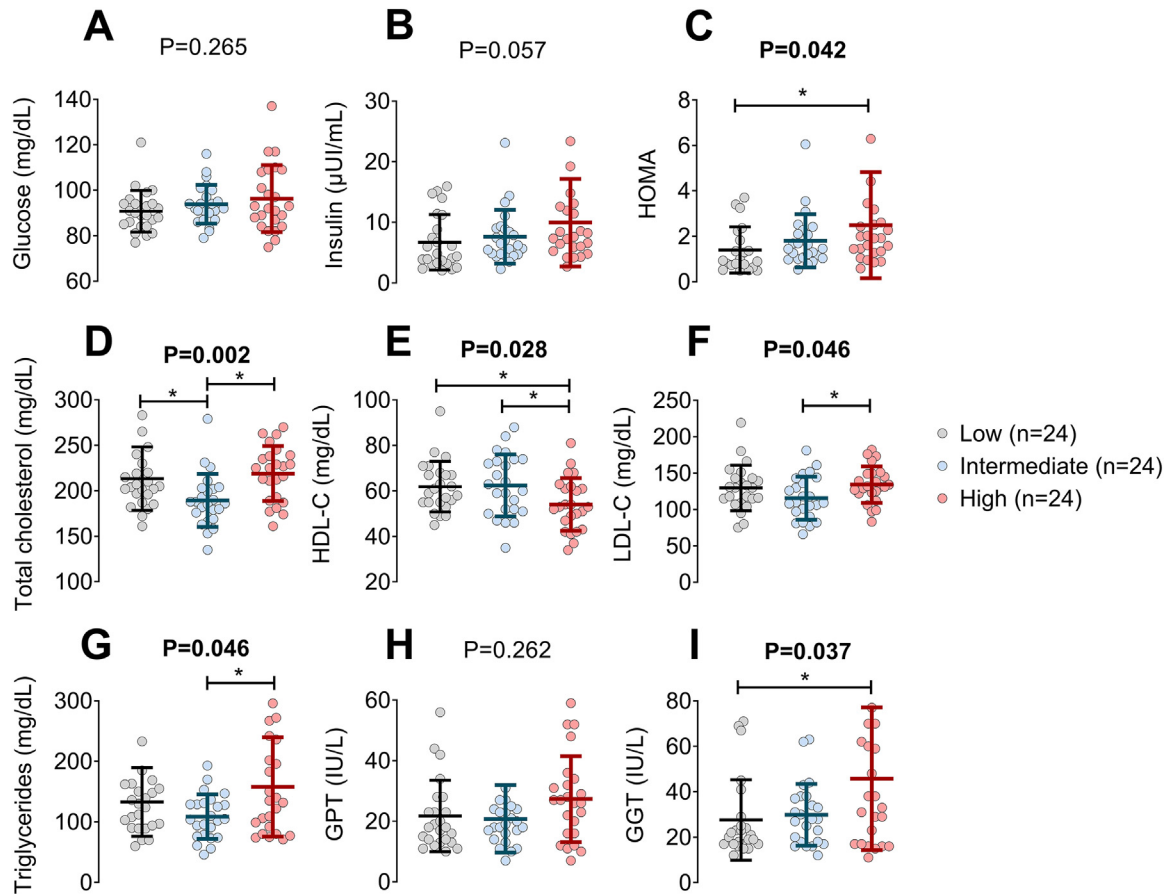 A
P=0.265
Glucose (mg/dL)
140
120
100
80
60
B
P=0.057
Insulin (µUI/mL)
30
20
10
0
C
P=0.042
HOMA
8
6
4
2
0
*
D
P=0.002
Total cholesterol (mg/dL)
300
250
200
150
100
*
*
E
P=0.028
HDL-C (mg/dL)
100
80
60
40
20
*
*
F
P=0.046
LDL-C (mg/dL)
250
200
150
100
50
0
*
Low (n=24)
Intermediate (n=24)
High (n=24)
G
P=0.046
Triglycerides (mg/dL)
300
200
100
0
*
H
P=0.262
GPT (IU/L)
60
40
20
0
I
P=0.037
GGT (IU/L)
80
60
40
20
0
*